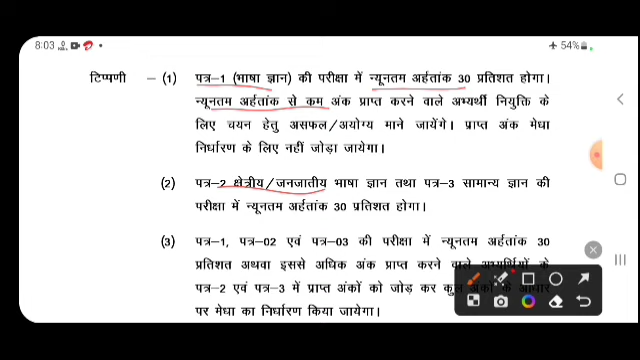 8:03
54%
टिप्पणी – (1) पत्र–1 (भाषा ज्ञान) की परीक्षा में न्यूनतम अर्हतांक 30 प्रतिशत होगा।
न्यूनतम अर्हतांक से कम अंक प्राप्त करने वाले अभ्यर्थी नियुक्ति के
लिए चयन हेतु असफल/अयोग्य माने जायेंगे। प्राप्त अंक मेधा
निर्धारण के लिए नहीं जोड़ा जायेगा।
(2) पत्र–2 क्षेत्रीय/जनजातीय भाषा ज्ञान तथा पत्र–3 सामान्य ज्ञान की
परीक्षा में न्यूनतम अर्हतांक 30 प्रतिशत होगा।
(3) पत्र–1, पत्र–02 एवं पत्र–03 की परीक्षा में न्यूनतम अर्हतांक 30
प्रतिशत अथवा इससे अधिक अंक प्राप्त करने वाले अभ्यर्थियों के
पत्र–2 एवं पत्र–3 में प्राप्त अंकों को जोड़ कर कुल अंकों के आधार
पर मेधा का निर्धारण किया जायेगा।